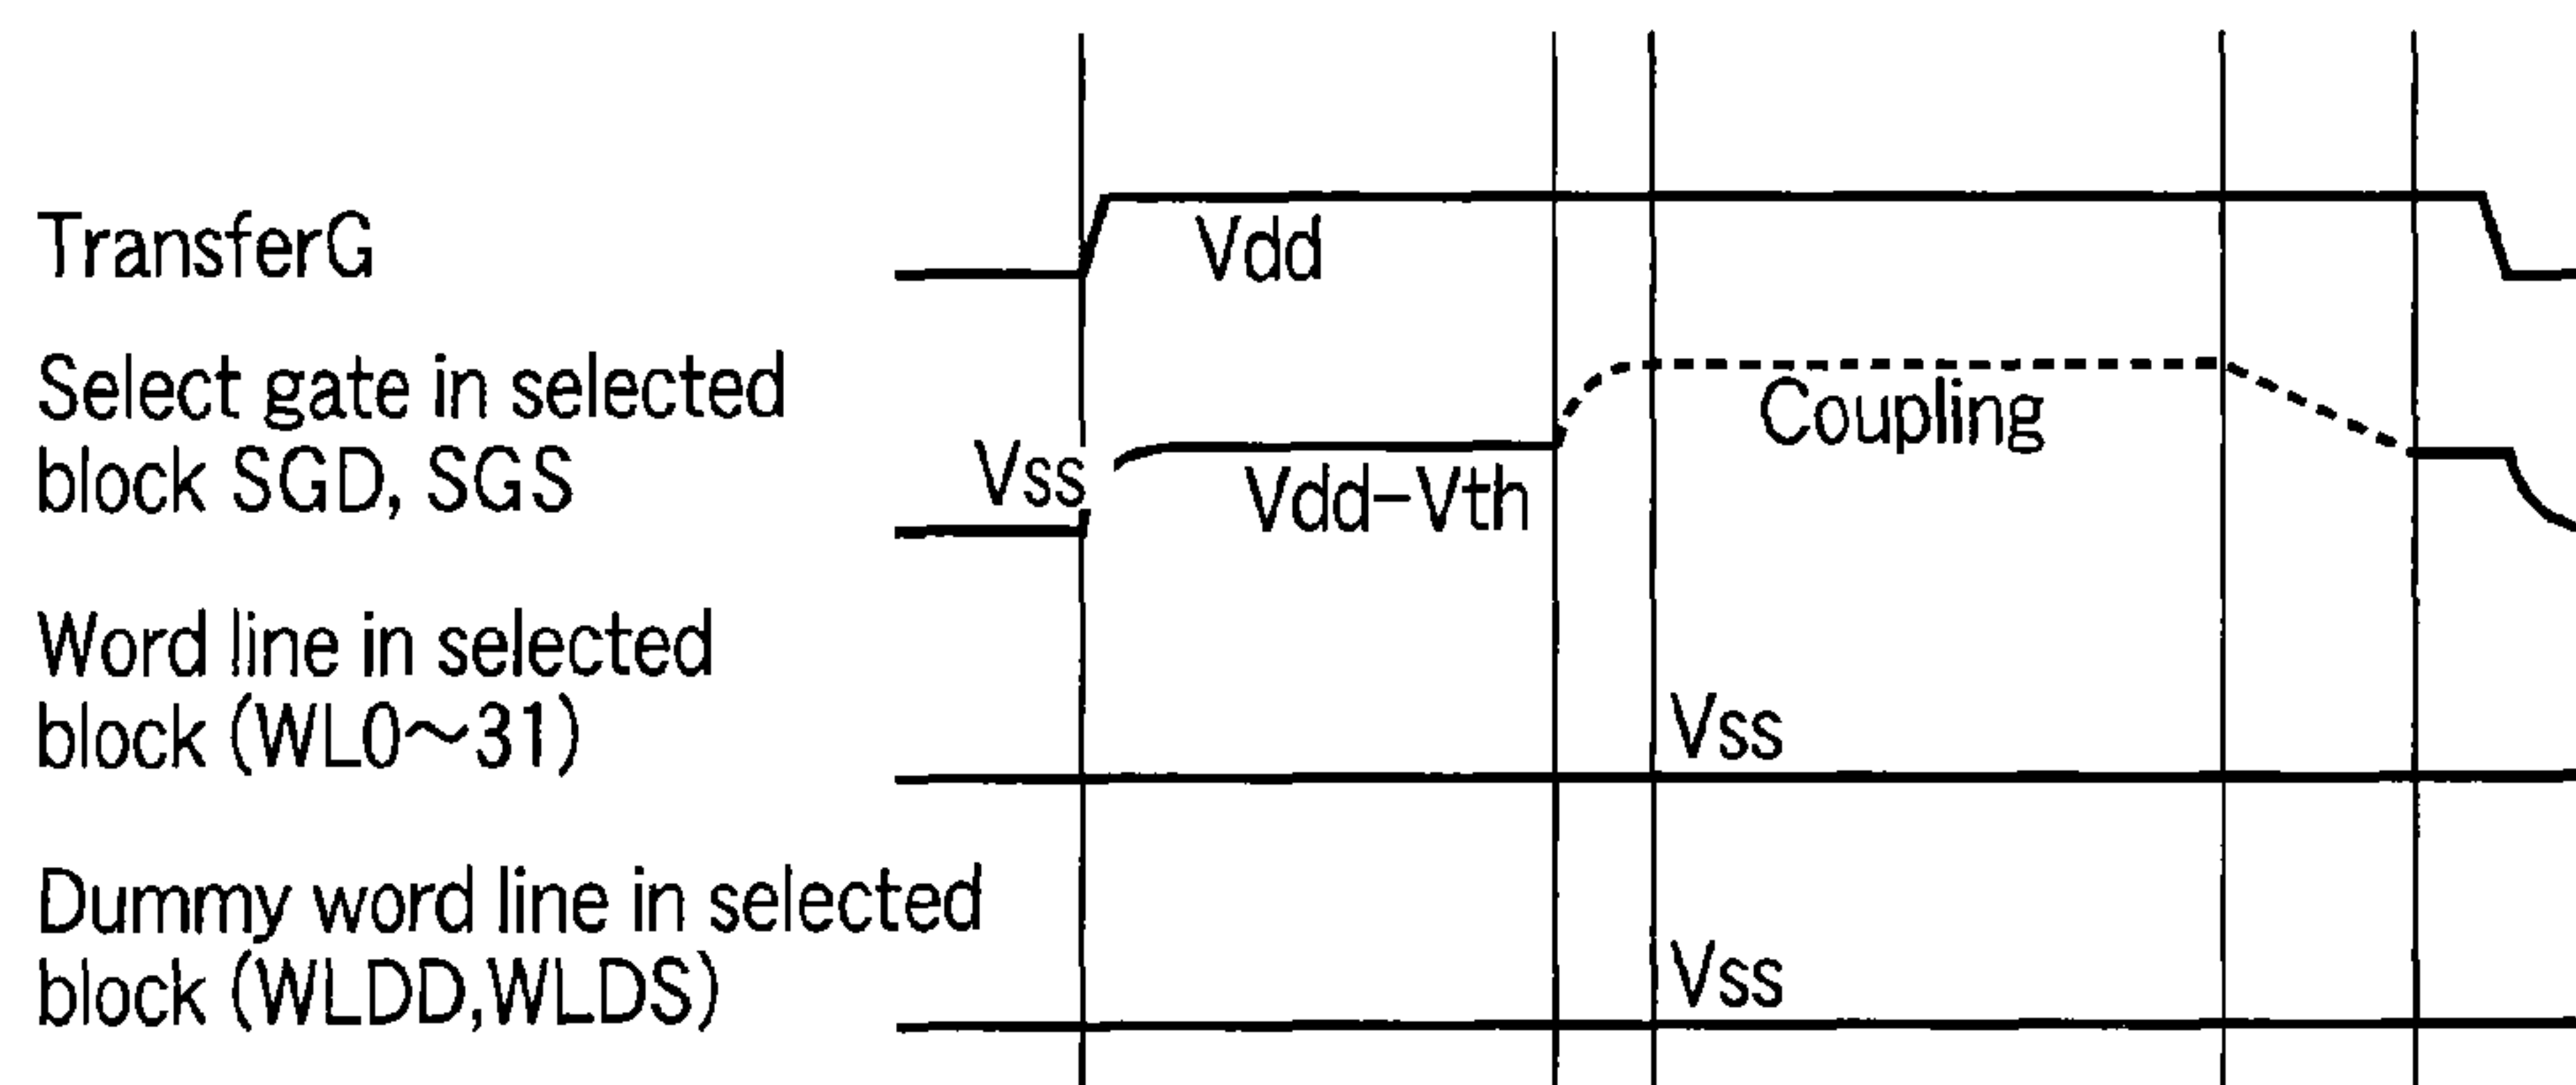 TransferG
Vdd
Select gate in selected
block SGD, SGS
Vss
Vdd-Vth
Coupling
Word line in selected
block (WL0～31)
Vss
Dummy word line in selected
block (WLDD,WLDS)
Vss